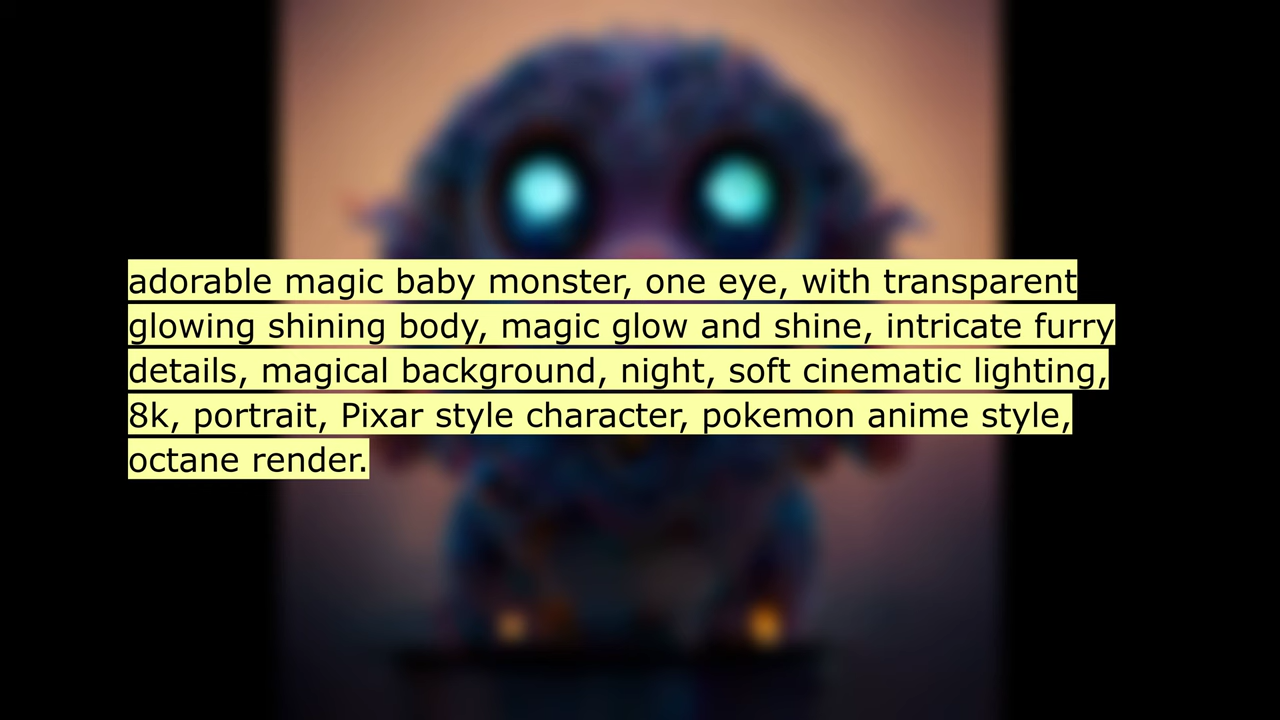 adorable magic baby monster, one eye, with transparent
glowing shining body, magic glow and shine, intricate furry
details, magical background, night, soft cinematic lighting,
8k, portrait, Pixar style character, pokemon anime style,
octane render.